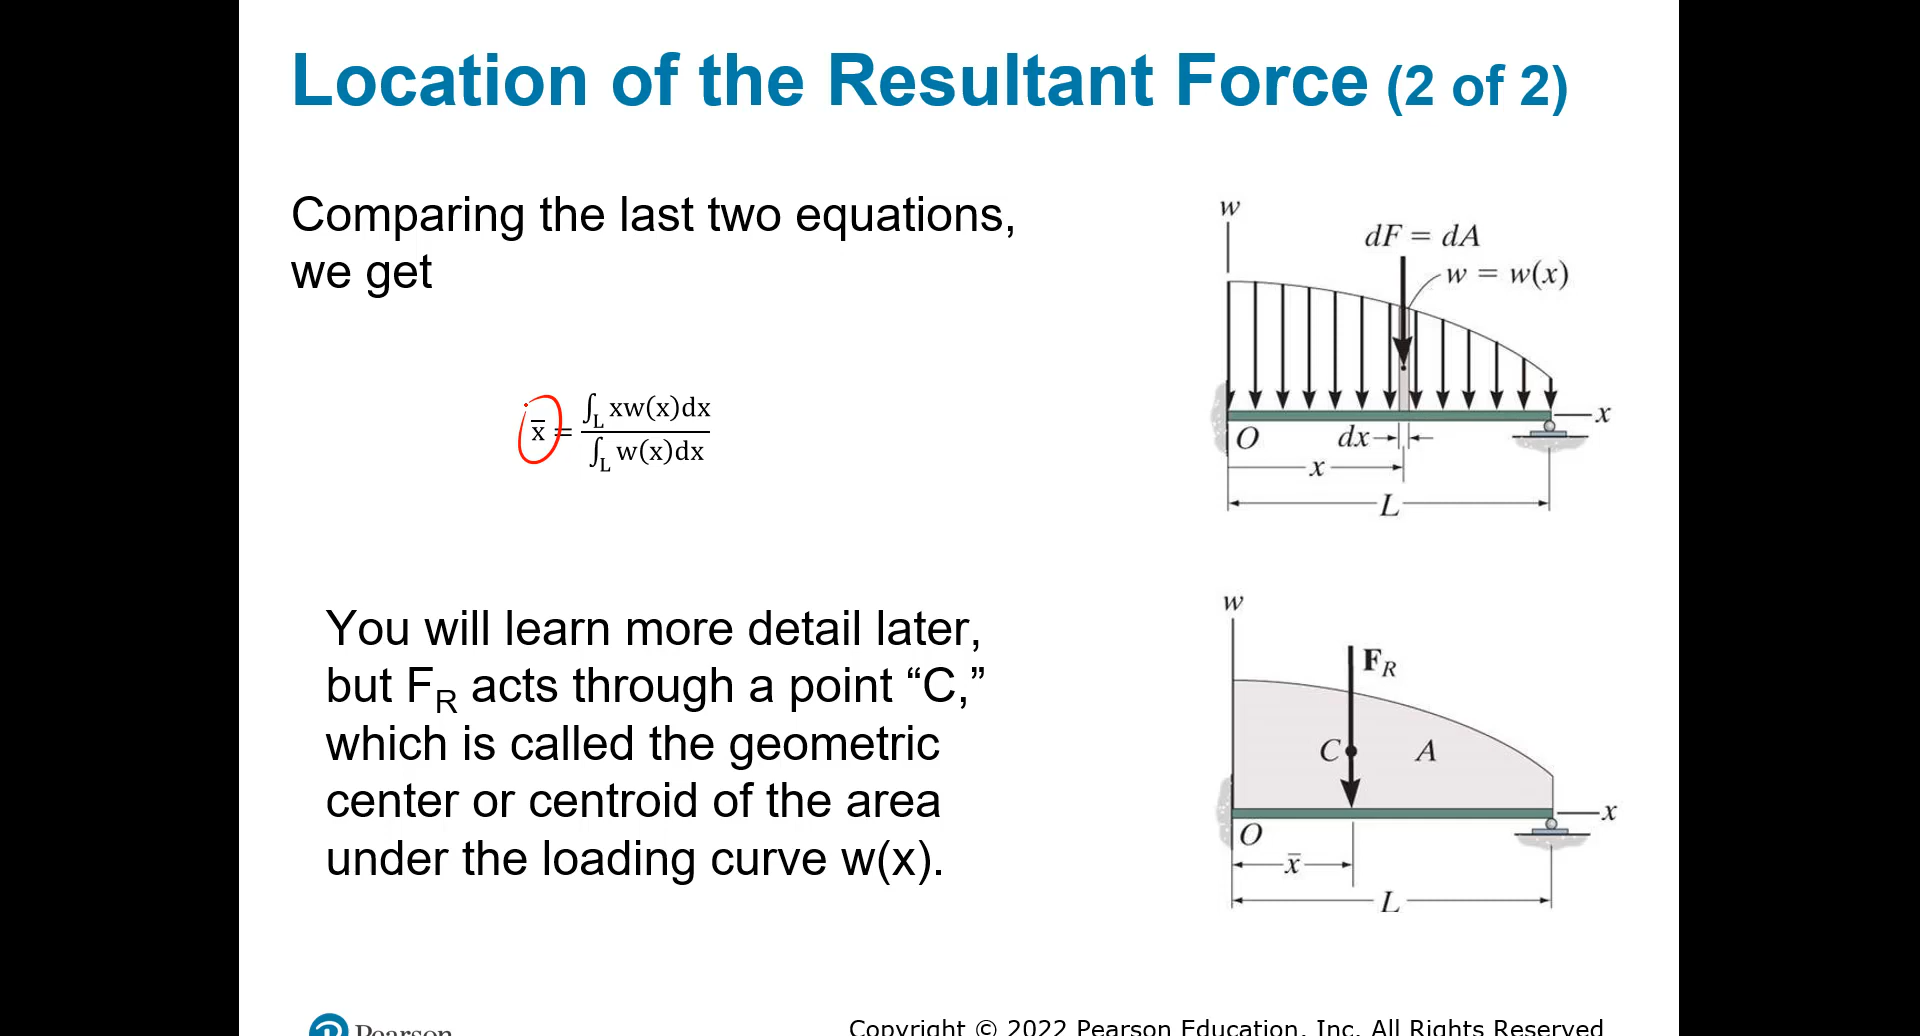 Location of the Resultant Force (2 of 2)
Comparing the last two equations,
we get
x̅ = ∫L xw(x)dx / ∫L w(x)dx
You will learn more detail later,
but FR acts through a point “C,”
which is called the geometric
center or centroid of the area
under the loading curve w(x).
w
dF = dA
w = w(x)
x
O
dx
x
L
w
FR
C
A
x
O
x̅
L
Pearson
Copyright © 2022 Pearson Education, Inc. All Rights Reserved